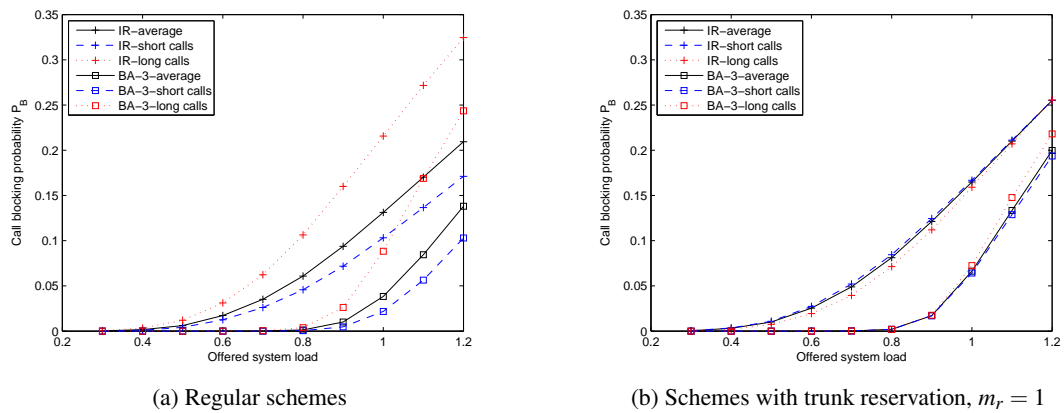 0.35
0.3
0.25
0.2
0.15
0.1
0.05
0
Call blocking probability P_B
IR−average
IR−short calls
IR−long calls
BA−3−average
BA−3−short calls
BA−3−long calls
0.2 0.4 0.6 0.8 1 1.2
Offered system load
(a) Regular schemes
0.35
0.3
0.25
0.2
0.15
0.1
0.05
0
Call blocking probability P_B
IR−average
IR−short calls
IR−long calls
BA−3−average
BA−3−short calls
BA−3−long calls
0.2 0.4 0.6 0.8 1 1.2
Offered system load
(b) Schemes with trunk reservation, m_r = 1